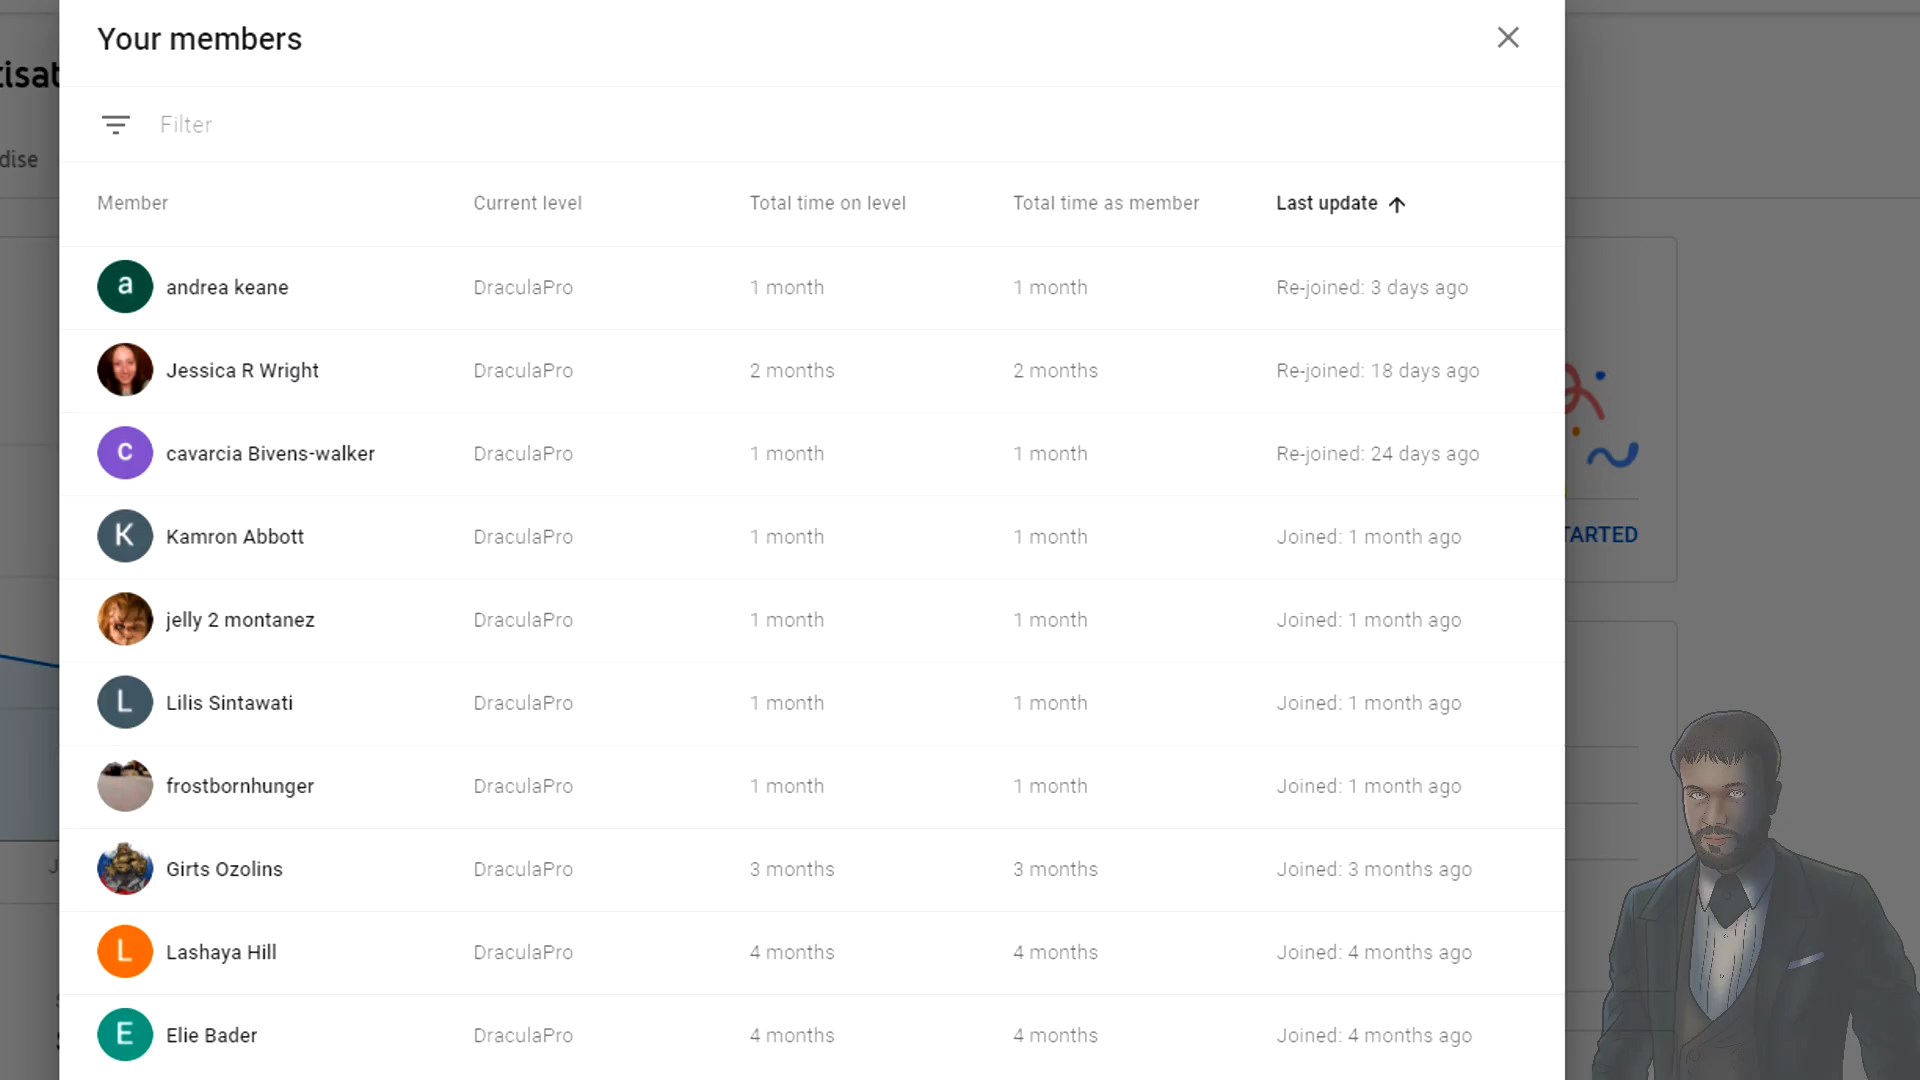 Your members
tisat
Filter
dise
Member Current level Total time on level Total time as member Last update
a andrea keane DraculaPro 1 month 1 month Re-joined: 3 days ago
Jessica R Wright DraculaPro 2 months 2 months Re-joined: 18 days ago
c cavarcia Bivens-walker DraculaPro 1 month 1 month Re-joined: 24 days ago
K Kamron Abbott DraculaPro 1 month 1 month Joined: 1 month ago
TARTED
jelly 2 montanez DraculaPro 1 month 1 month Joined: 1 month ago
L Lilis Sintawati DraculaPro 1 month 1 month Joined: 1 month ago
frostbornhunger DraculaPro 1 month 1 month Joined: 1 month ago
J
Girts Ozolins DraculaPro 3 months 3 months Joined: 3 months ago
L Lashaya Hill DraculaPro 4 months 4 months Joined: 4 months ago
E Elie Bader DraculaPro 4 months 4 months Joined: 4 months ago